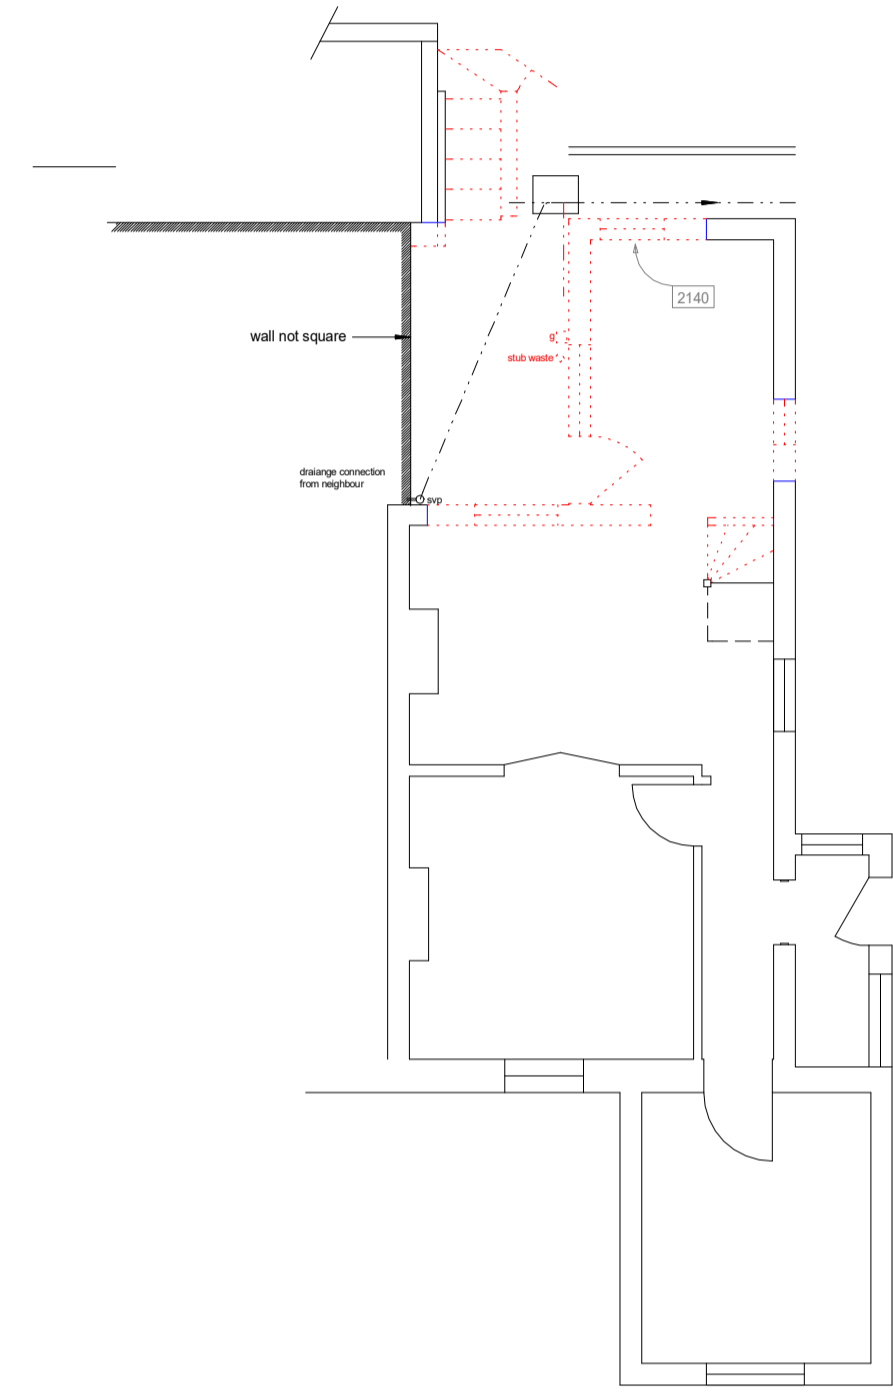 2140
wall not square
g
stub waste
draiange connection
from neighbour
svp